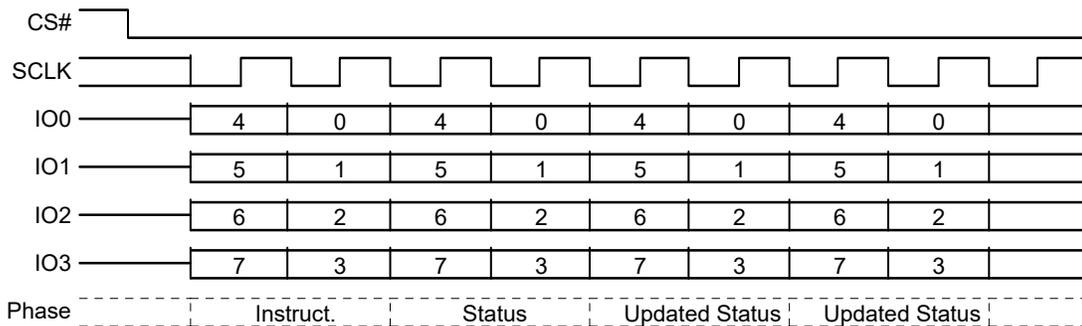 CS#
SCLK
IO0 4 0 4 0 4 0 4 0
IO1 5 1 5 1 5 1 5 1
IO2 6 2 6 2 6 2 6 2
IO3 7 3 7 3 7 3 7 3
Phase Instruct. Status Updated Status Updated Status